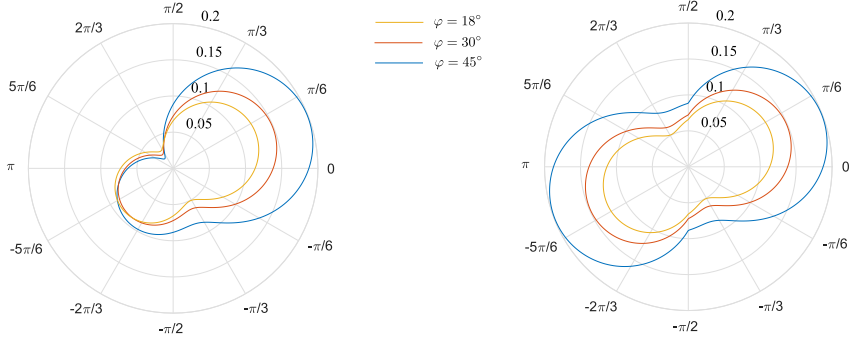 π/2
0.2
2π/3
π/3
0.15
5π/6
0.1
π/6
0.05
π
0
-5π/6
-π/6
-2π/3
-π/3
-π/2
φ = 18°
φ = 30°
φ = 45°
π/2
0.2
2π/3
π/3
0.15
5π/6
0.1
π/6
0.05
π
0
-5π/6
-π/6
-2π/3
-π/3
-π/2